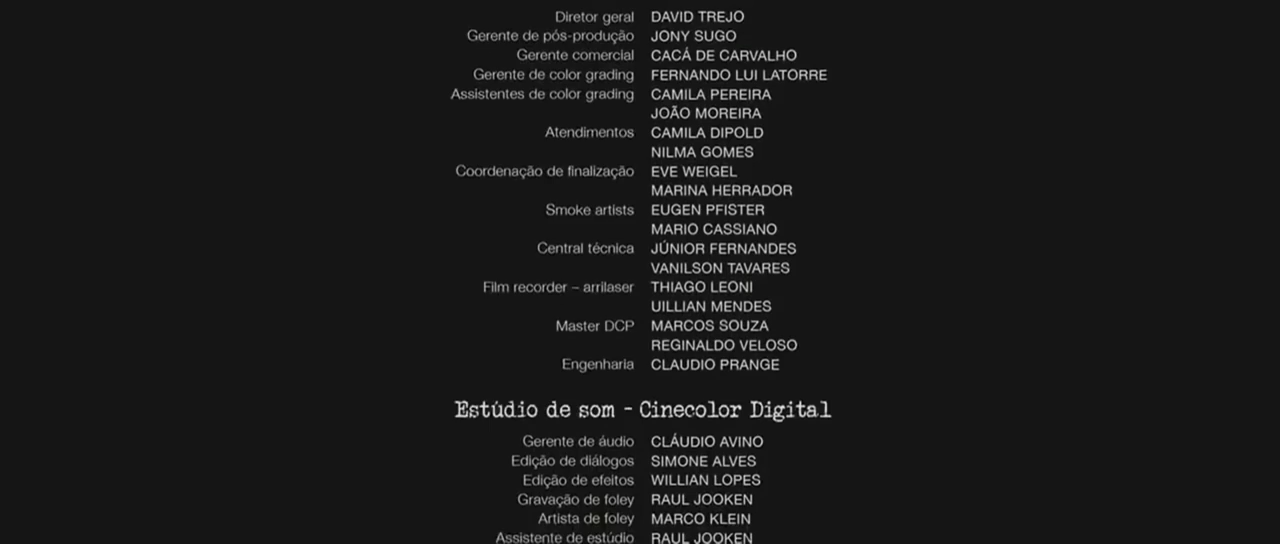 Diretor geral DAVID TREJO
Gerente de pós-produção JONY SUGO
Gerente comercial CACÁ DE CARVALHO
Gerente de color grading FERNANDO LUI LATORRE
Assistentes de color grading CAMILA PEREIRA
JOÃO MOREIRA
Atendimentos CAMILA DIPOLD
NILMA GOMES
Coordenação de finalização EVE WEIGEL
MARINA HERRADOR
Smoke artists EUGEN PFISTER
MARIO CASSIANO
Central técnica JÚNIOR FERNANDES
VANILSON TAVARES
Film recorder – arrilaser THIAGO LEONI
UILLIAN MENDES
Master DCP MARCOS SOUZA
REGINALDO VELOSO
Engenharia CLAUDIO PRANGE
Estúdio de som - Cinecolor Digital
Gerente de áudio CLÁUDIO AVINO
Edição de diálogos SIMONE ALVES
Edição de efeitos WILLIAN LOPES
Gravação de foley RAUL JOOKEN
Artista de foley MARCO KLEIN
Assistente de estúdio RAUL JOOKEN